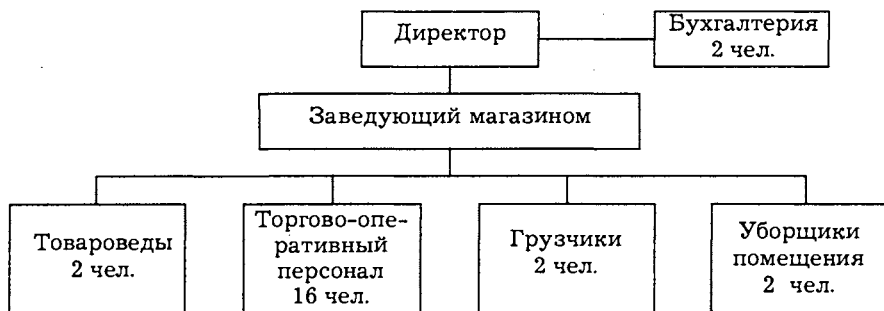 Директор
Бухгалтерия
2 чел.
Заведующий магазином
Товароведы
2 чел.
Торгово-опе-
ративный
персонал
16 чел.
Грузчики
2 чел.
Уборщики
помещения
2 чел.